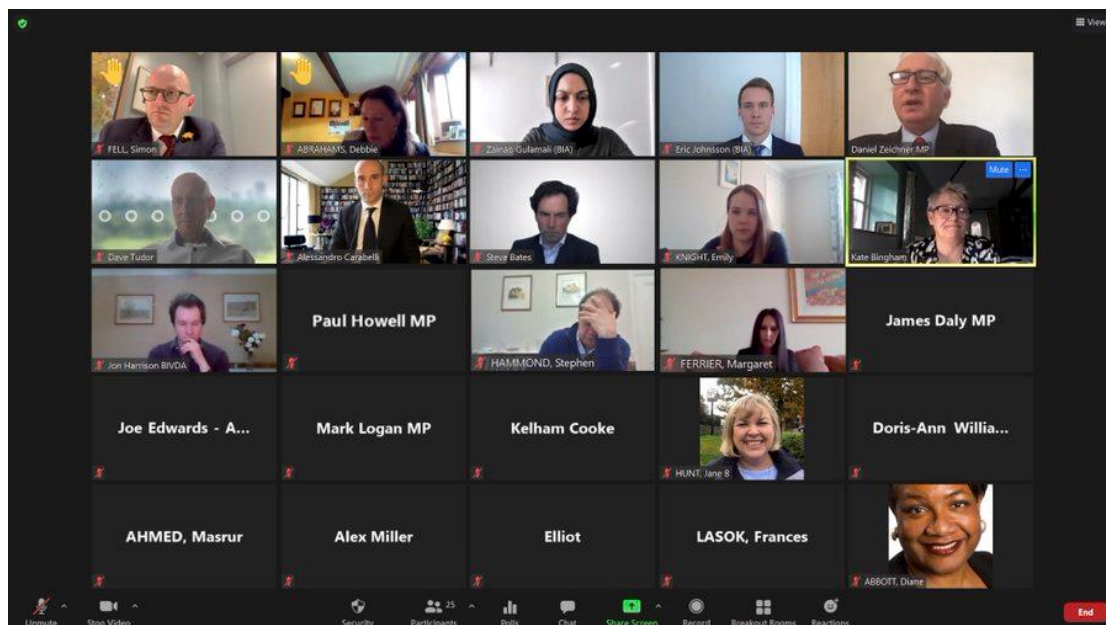 View
FELL, Simon
ABRAHAMS, Debbie
Zainab Gulamali (BIA)
Eric Johnsson (BIA)
Daniel Zeichner MP
Dave Tudor
Alessandro Carabelli
Steve Bates
KNIGHT, Emily
Mute
Kate Bingham
Jon Harrison BIVDA
Paul Howell MP
HAMMOND, Stephen
FERRIER, Margaret
James Daly MP
Joe Edwards - A...
Mark Logan MP
Kelham Cooke
HUNT, Jane 8
Doris-Ann Willia...
AHMED, Masrur
Alex Miller
Elliot
LASOK, Frances
ABBOTT, Diane
Unmute
Stop Video
Security
Participants
25
Polls
Chat
Share Screen
Record
Breakout Rooms
Reactions
End